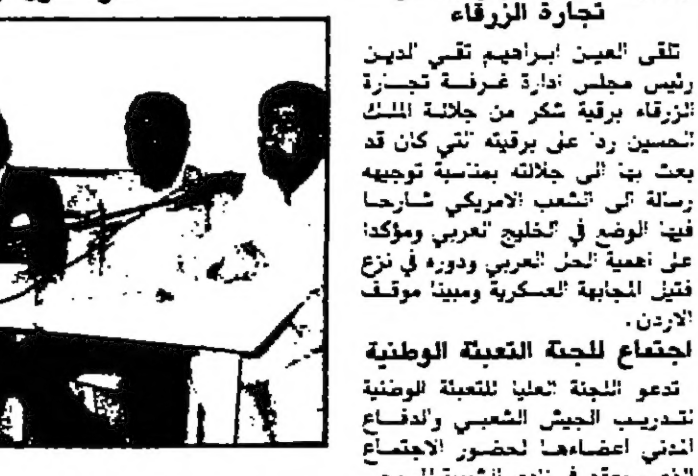 تجارة الزرقاء
تلقى العين ابراهيم تقي الدين
رئيس مجلس ادارة غرفة تجارة
الزرقاء برقية شكر من جلالة الملك
الحسين ردا على برقيته التي كان قد
بعث بها الى جلالته بمناسبة توجيهه
رسالة الى الشعب الامريكي شارحا
فيها الوضع في الخليج العربي ومؤكدا
على اهمية الحل العربي ودوره في نزع
فتيل المجابهة العسكرية ومبينا موقف
الاردن .
اجتماع للجنة التعبئة الوطنية
تدعو اللجنة العليا للتعبئة الوطنية
لتدريب الجيش الشعبي والدفاع
المدني اعضاءها لحضور الاجتماع